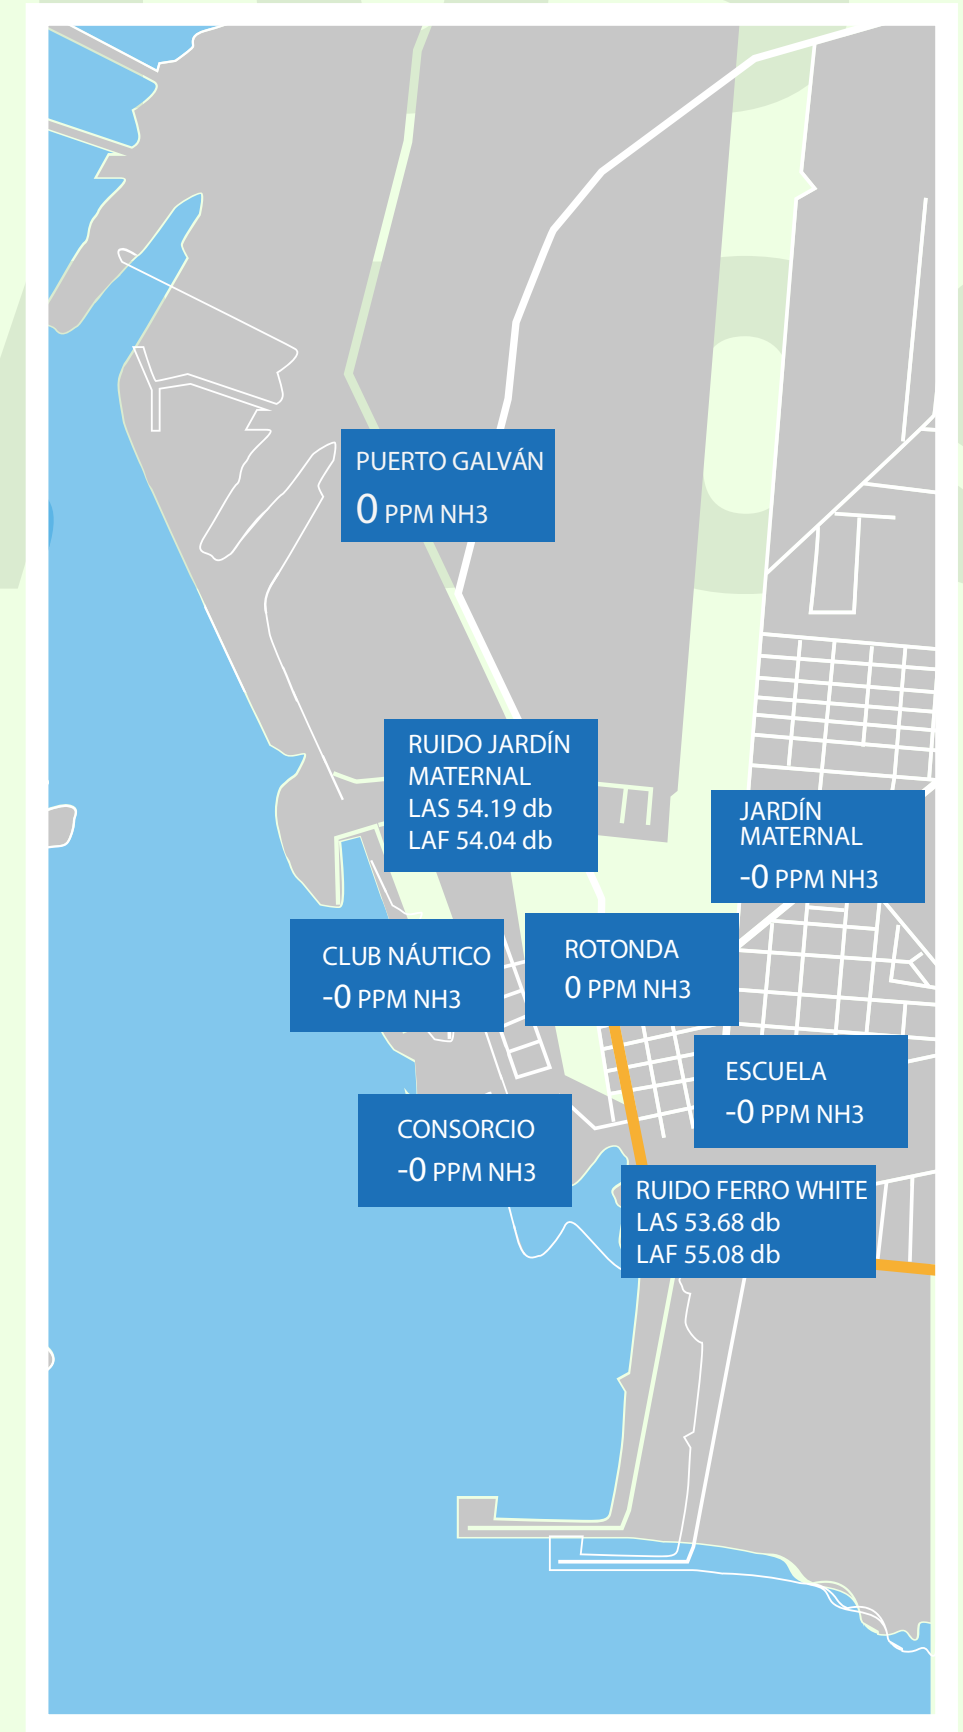 PUERTO GALVÁN
0 PPM NH3
RUIDO JARDÍN
MATERNAL
LAS 54.19 db
LAF 54.04 db
JARDÍN
MATERNAL
-0 PPM NH3
CLUB NÁUTICO
-0 PPM NH3
ROTONDA
0 PPM NH3
ESCUELA
-0 PPM NH3
CONSORCIO
-0 PPM NH3
RUIDO FERRO WHITE
LAS 53.68 db
LAF 55.08 db